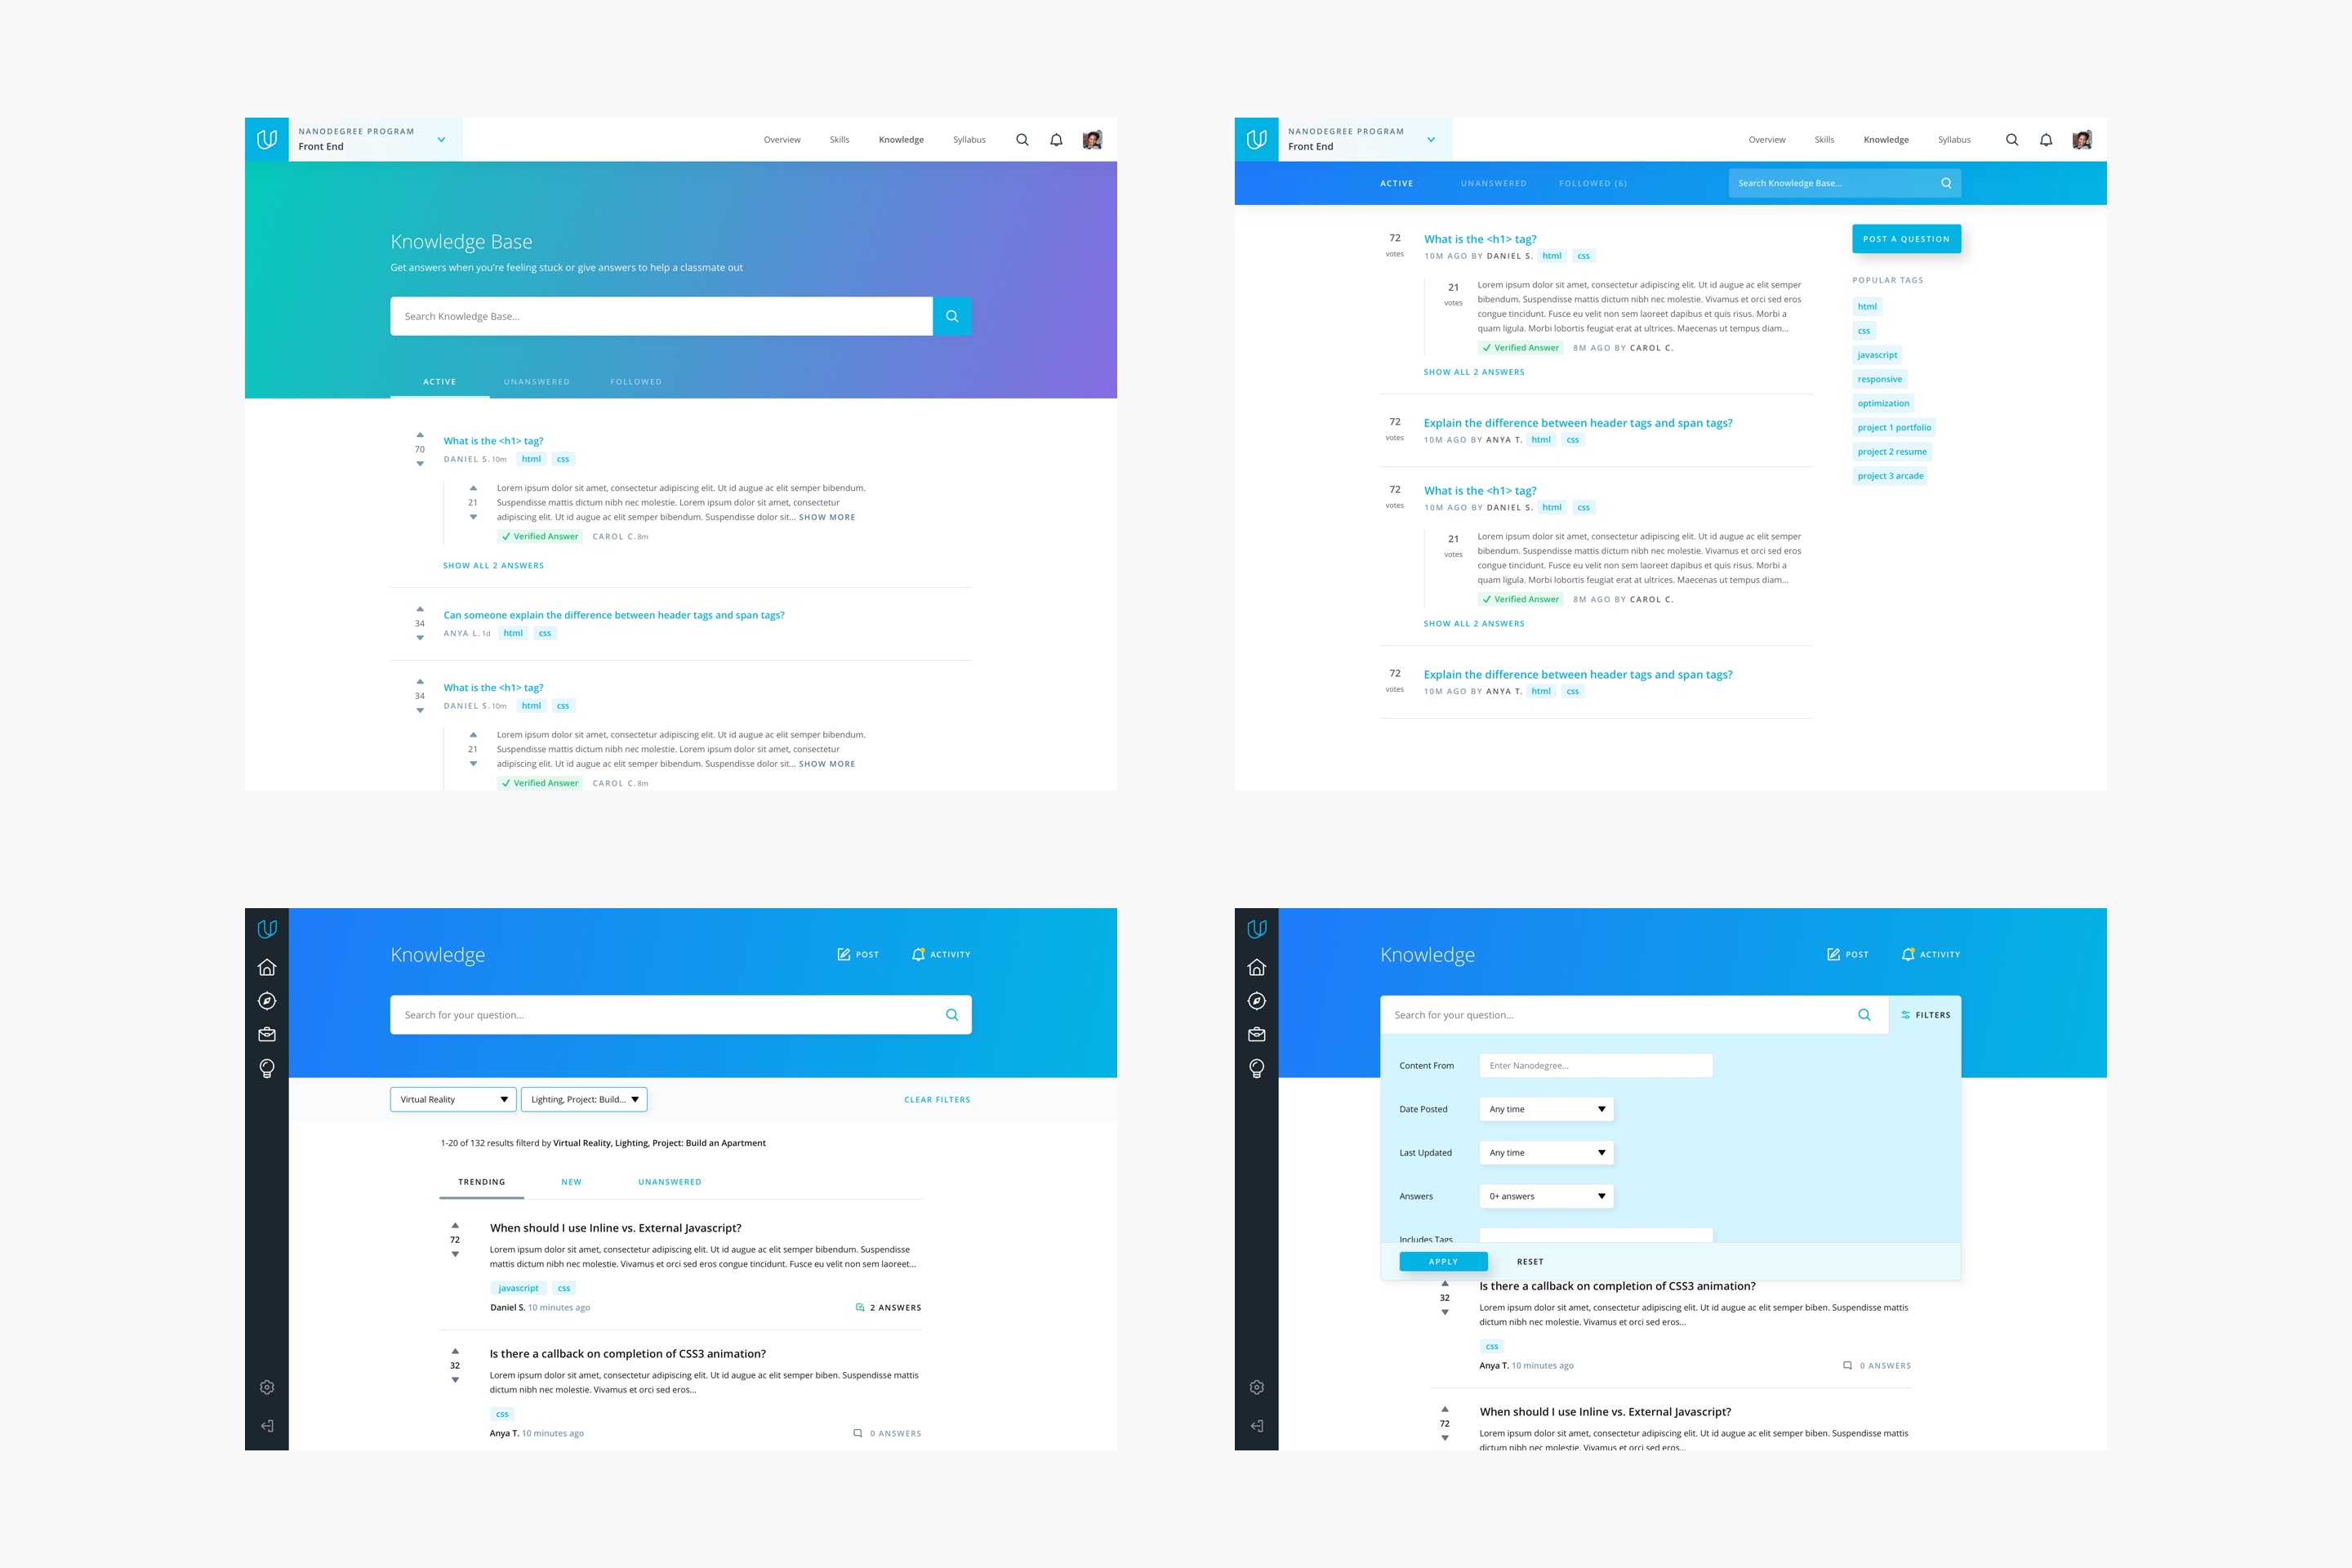 NANODEGREE PROGRAM
Front End
Overview Skills Knowledge Syllabus
Knowledge Base
Get answers when you're feeling stuck or give answers to help a classmate out
Search Knowledge Base...
ACTIVE UNANSWERED FOLLOWED
70
What is the <h1> tag?
DANIEL S. 10m html css
21
Lorem ipsum dolor sit amet, consectetur adipiscing elit. Ut id augue ac elit semper bibendum.
Suspendisse mattis dictum nibh nec molestie. Lorem ipsum dolor sit amet, consectetur
adipiscing elit. Ut id augue ac elit semper bibendum. Suspendisse dolor sit... SHOW MORE
Verified Answer CAROL C. 8m
SHOW ALL 2 ANSWERS
34
Can someone explain the difference between header tags and span tags?
ANYA L. 1d html css
34
What is the <h1> tag?
DANIEL S. 10m html css
21
Lorem ipsum dolor sit amet, consectetur adipiscing elit. Ut id augue ac elit semper bibendum.
Suspendisse mattis dictum nibh nec molestie. Lorem ipsum dolor sit amet, consectetur
adipiscing elit. Ut id augue ac elit semper bibendum. Suspendisse dolor sit... SHOW MORE
Verified Answer CAROL C. 8m
NANODEGREE PROGRAM
Front End
Overview Skills Knowledge Syllabus
ACTIVE UNANSWERED FOLLOWED (6)
Search Knowledge Base...
72 votes
What is the <h1> tag?
10M AGO BY DANIEL S. html css
21 votes
Lorem ipsum dolor sit amet, consectetur adipiscing elit. Ut id augue ac elit semper
bibendum. Suspendisse mattis dictum nibh nec molestie. Vivamus et orci sed eros
congue tincidunt. Fusce eu velit non sem laoreet dapibus et quis risus. Morbi a
quam ligula. Morbi lobortis feugiat erat at ultrices. Maecenas ut tempus diam...
Verified Answer 8M AGO BY CAROL C.
SHOW ALL 2 ANSWERS
72 votes
Explain the difference between header tags and span tags?
10M AGO BY ANYA T. html css
72 votes
What is the <h1> tag?
10M AGO BY DANIEL S. html css
21 votes
Lorem ipsum dolor sit amet, consectetur adipiscing elit. Ut id augue ac elit semper
bibendum. Suspendisse mattis dictum nibh nec molestie. Vivamus et orci sed eros
congue tincidunt. Fusce eu velit non sem laoreet dapibus et quis risus. Morbi a
quam ligula. Morbi lobortis feugiat erat at ultrices. Maecenas ut tempus diam...
Verified Answer 8M AGO BY CAROL C.
SHOW ALL 2 ANSWERS
72 votes
Explain the difference between header tags and span tags?
10M AGO BY ANYA T. html css
POST A QUESTION
POPULAR TAGS
html
css
javascript
responsive
optimization
project 1 portfolio
project 2 resume
project 3 arcade
Knowledge
POST ACTIVITY
Search for your question...
Virtual Reality
Lighting, Project: Build...
CLEAR FILTERS
1-20 of 132 results filterd by Virtual Reality, Lighting, Project: Build an Apartment
TRENDING NEW UNANSWERED
72
When should I use Inline vs. External Javascript?
Lorem ipsum dolor sit amet, consectetur adipiscing elit. Ut id augue ac elit semper bibendum. Suspendisse
mattis dictum nibh nec molestie. Vivamus et orci sed eros congue tincidunt. Fusce eu velit non sem laoreet...
javascript css
Daniel S. 10 minutes ago
2 ANSWERS
32
Is there a callback on completion of CSS3 animation?
Lorem ipsum dolor sit amet, consectetur adipiscing elit. Ut id augue ac elit semper biben. Suspendisse mattis
dictum nibh nec molestie. Vivamus et orci sed eros...
css
Anya T. 10 minutes ago
0 ANSWERS
Knowledge
POST ACTIVITY
Search for your question...
FILTERS
Content From Enter Nanodegree...
Date Posted Any time
Last Updated Any time
Answers 0+ answers
Includes Tags
APPLY RESET
32
Is there a callback on completion of CSS3 animation?
Lorem ipsum dolor sit amet, consectetur adipiscing elit. Ut id augue ac elit semper biben. Suspendisse mattis
dictum nibh nec molestie. Vivamus et orci sed eros...
css
Anya T. 10 minutes ago
0 ANSWERS
72
When should I use Inline vs. External Javascript?
Lorem ipsum dolor sit amet, consectetur adipiscing elit. Ut id augue ac elit semper biben. Suspendisse mattis
dictum nibh nec molestie. Vivamus et orci sed eros...